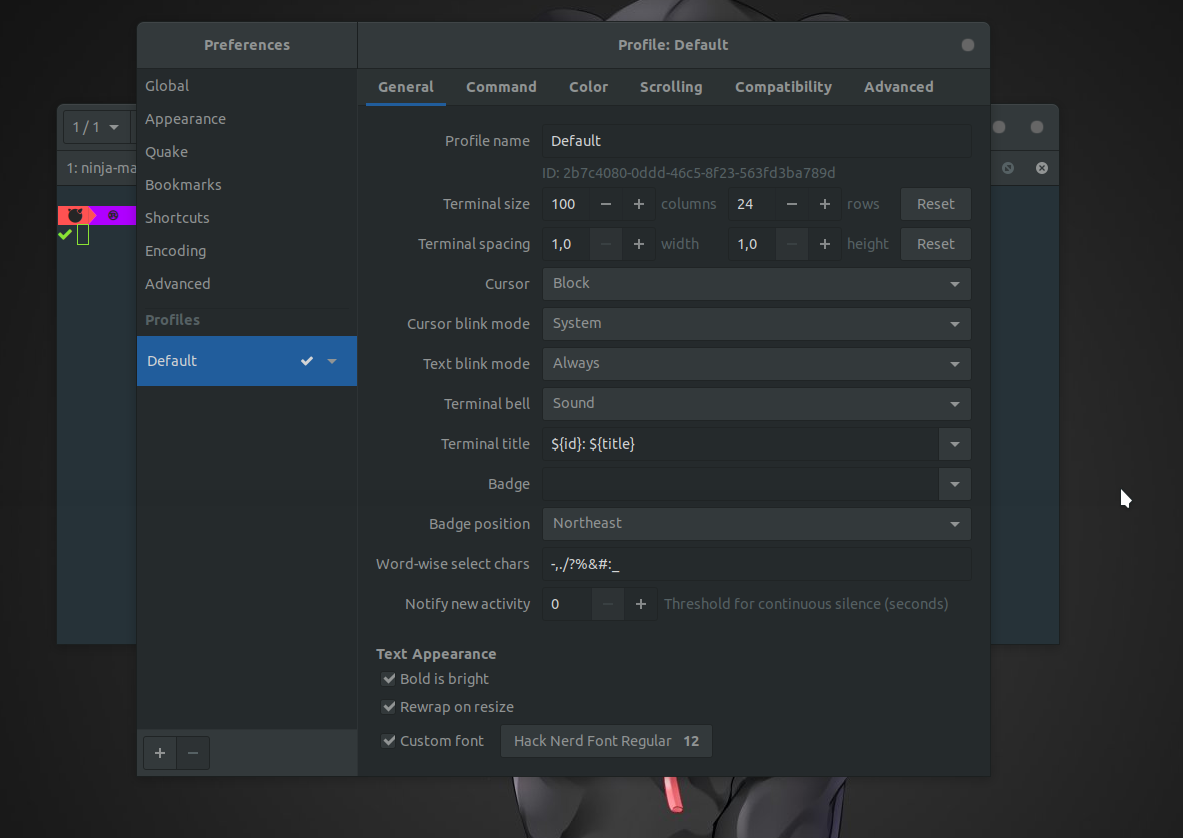 Preferences
Profile: Default
1 / 1
1: ninja-ma
Global
Appearance
Quake
Bookmarks
Shortcuts
Encoding
Advanced
Profiles
Default
General Command Color Scrolling Compatibility Advanced
Profile name Default
ID: 2b7c4080-0ddd-46c5-8f23-563fd3ba789d
Terminal size 100 − + columns 24 − + rows Reset
Terminal spacing 1,0 − + width 1,0 − + height Reset
Cursor Block
Cursor blink mode System
Text blink mode Always
Terminal bell Sound
Terminal title ${id}: ${title}
Badge
Badge position Northeast
Word-wise select chars -,./?%&#:_
Notify new activity 0 − + Threshold for continuous silence (seconds)
Text Appearance
Bold is bright
Rewrap on resize
Custom font Hack Nerd Font Regular 12
+ −